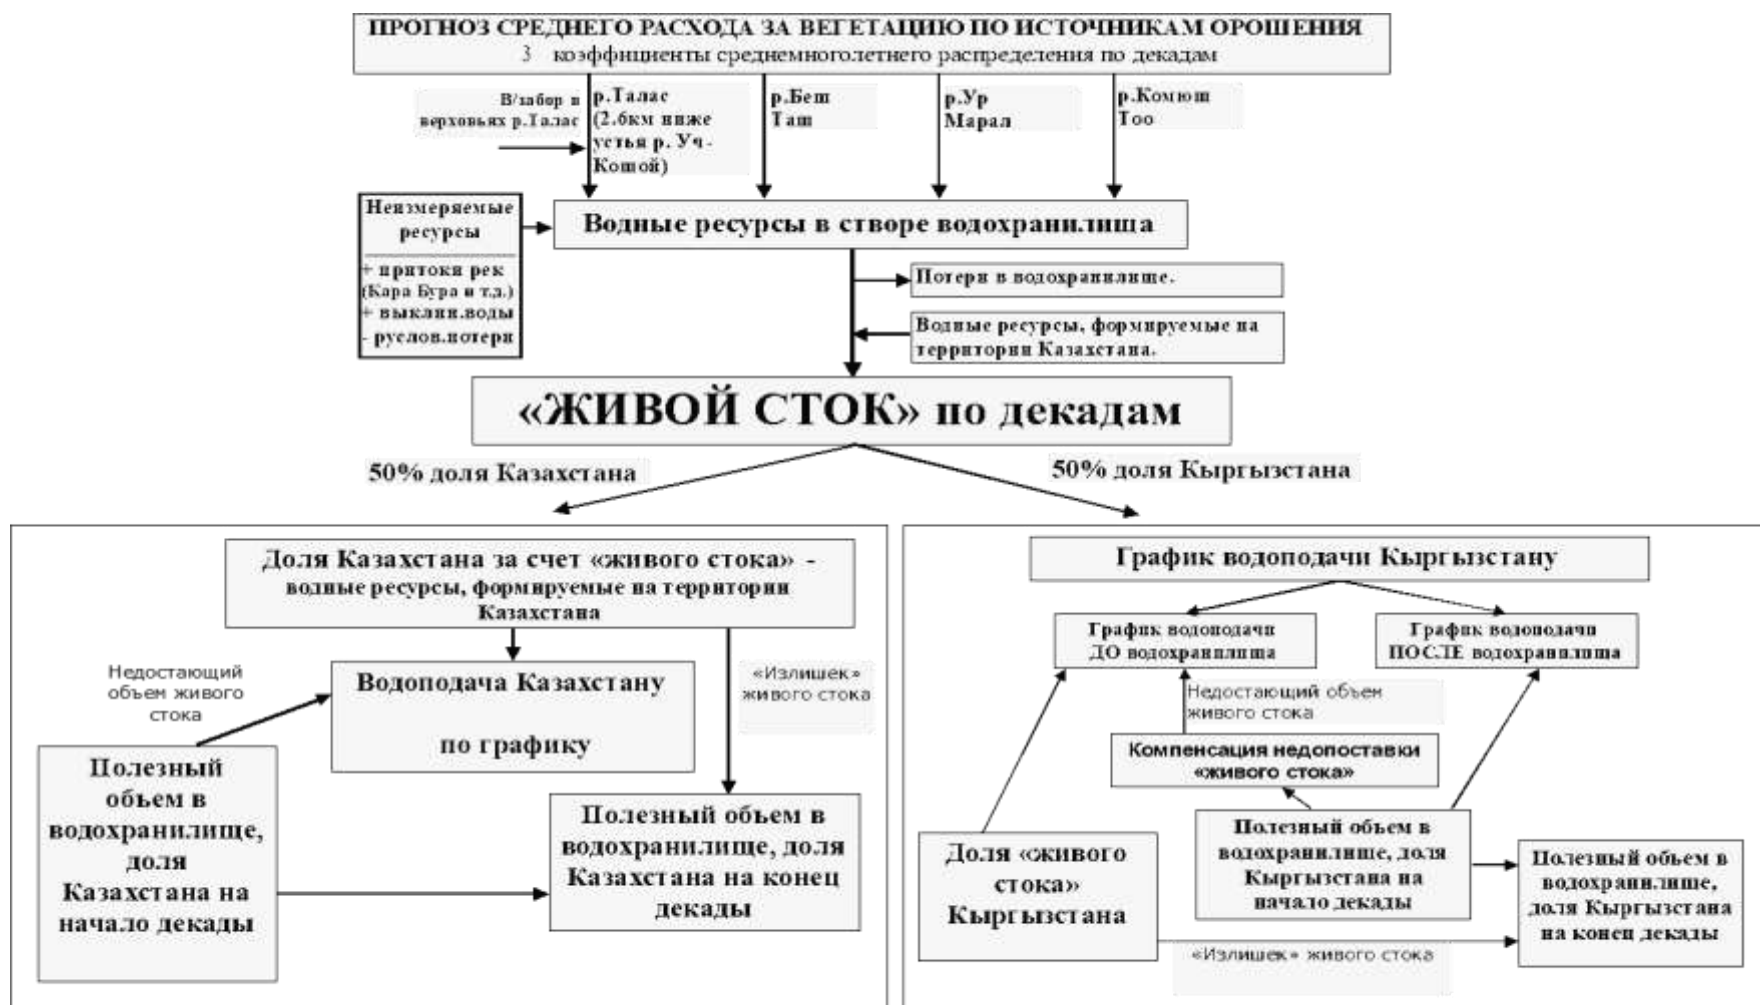 ПРОГНОЗ СРЕДНЕГО РАСХОДА ЗА ВЕГЕТАЦИЮ ПО ИСТОЧНИКАМ ОРОШЕНИЯ
3 коэффициенты среднемноголетнего распределения по декадам
В/забор в
верховьях р.Талас
р.Талас
(2.6км ниже
устья р. Уч-
Кошой)
р.Беш
Таш
р.Ур
Марал
р.Комюш
Тоо
Неизмеряемые
ресурсы
+ притоки рек
(Кара Бура и т.д.)
+ выклин.воды
- руслов.потери
Водные ресурсы в створе водохранилища
Потери в водохранилище.
Водные ресурсы, формируемые на
территории Казахстана.
«ЖИВОЙ СТОК» по декадам
50% доля Казахстана
50% доля Кыргызстана
Доля Казахстана за счет «живого стока» -
водные ресурсы, формируемые на территории
Казахстана
Недостающий
объем живого
стока
Водоподача Казахстану
по графику
«Излишек»
живого стока
Полезный
объем в
водохранилище,
доля
Казахстана на
начало декады
Полезный объем в
водохранилище, доля
Казахстана на конец
декады
График водоподачи Кыргызстану
График водоподачи
ДО водохранилища
График водоподачи
ПОСЛЕ водохранилища
Недостающий объем
живого стока
Компенсация недопоставки
«живого стока»
Доля «живого
стока»
Кыргызстана
Полезный объем в
водохранилище, доля
Кыргызстана на
начало декады
Полезный объем в
водохранилище,
доля Кыргызстана
на конец декады
«Излишек» живого стока